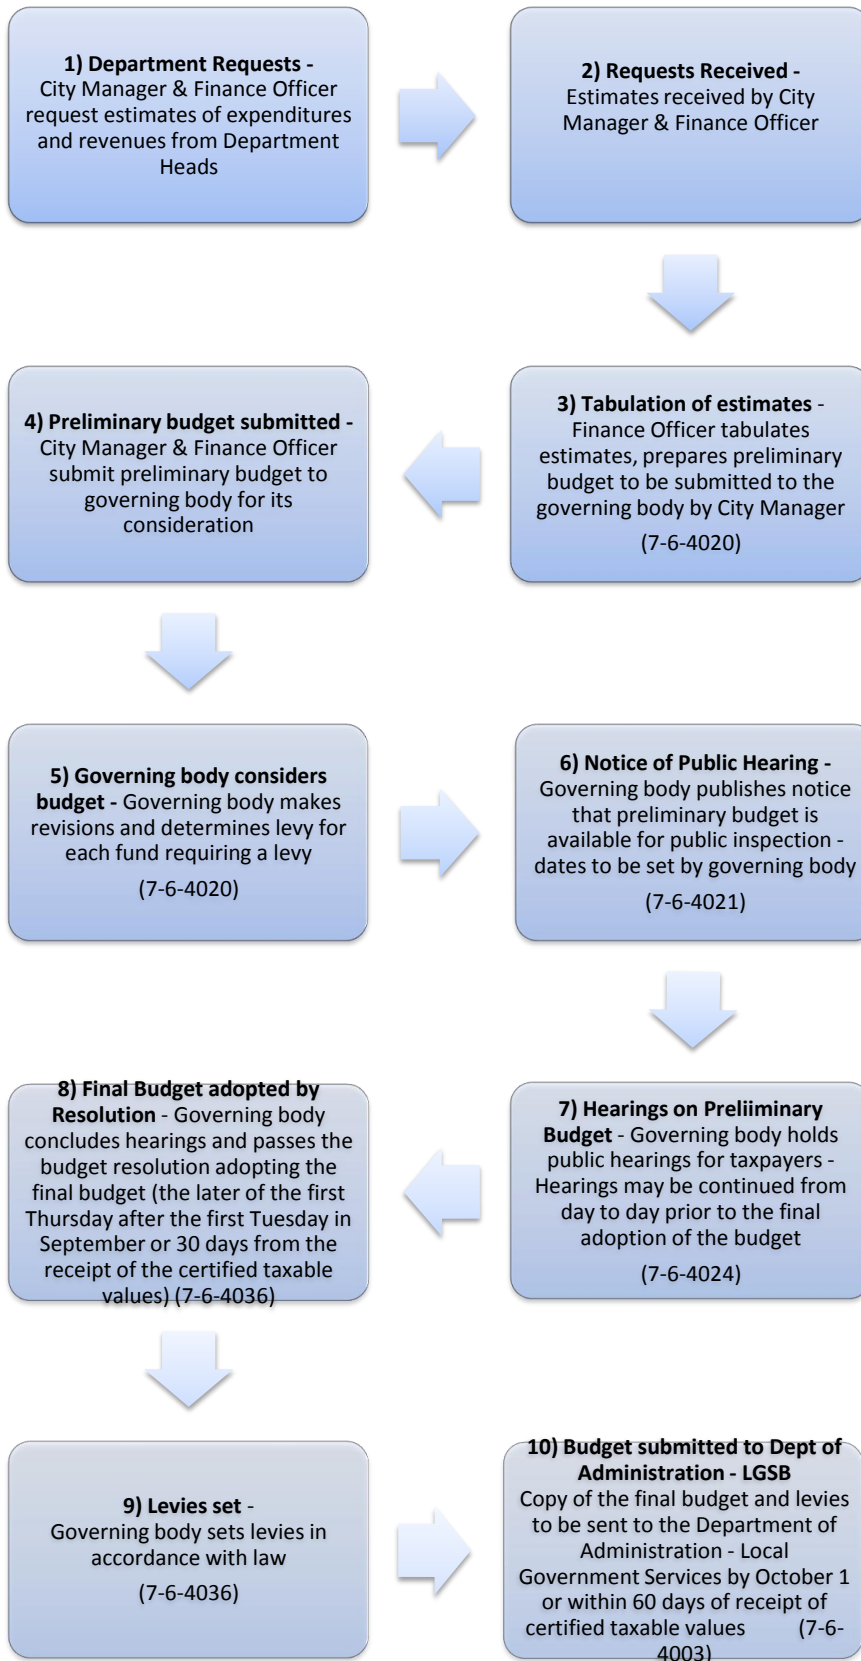 1) Department Requests -
City Manager & Finance Officer
request estimates of expenditures
and revenues from Department
Heads
2) Requests Received -
Estimates received by City
Manager & Finance Officer
3) Tabulation of estimates -
Finance Officer tabulates
estimates, prepares preliminary
budget to be submitted to the
governing body by City Manager
(7-6-4020)
4) Preliminary budget submitted -
City Manager & Finance Officer
submit preliminary budget to
governing body for its
consideration
5) Governing body considers
budget - Governing body makes
revisions and determines levy for
each fund requiring a levy
(7-6-4020)
6) Notice of Public Hearing -
Governing body publishes notice
that preliminary budget is
available for public inspection -
dates to be set by governing body
(7-6-4021)
7) Hearings on Preliiminary
Budget - Governing body holds
public hearings for taxpayers -
Hearings may be continued from
day to day prior to the final
adoption of the budget
(7-6-4024)
8) Final Budget adopted by
Resolution - Governing body
concludes hearings and passes the
budget resolution adopting the
final budget (the later of the first
Thursday after the first Tuesday in
September or 30 days from the
receipt of the certified taxable
values) (7-6-4036)
9) Levies set -
Governing body sets levies in
accordance with law
(7-6-4036)
10) Budget submitted to Dept of
Administration - LGSB
Copy of the final budget and levies
to be sent to the Department of
Administration - Local
Government Services by October 1
or within 60 days of receipt of
certified taxable values (7-6-
4003)